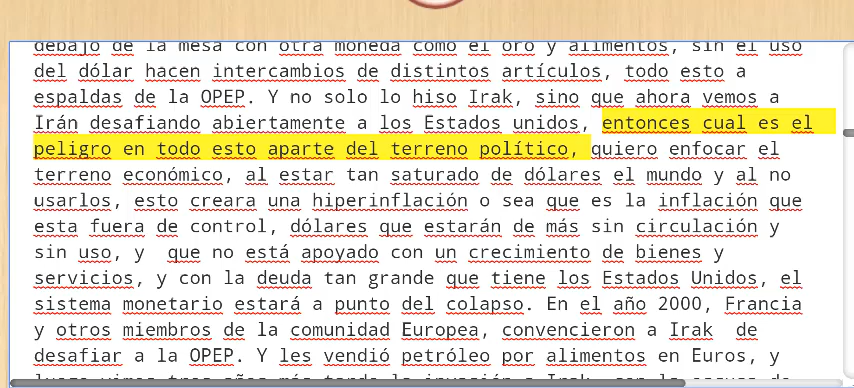 debajo de la mesa con otra moneda como el oro y alimentos, sin el uso
del dólar hacen intercambios de distintos artículos, todo esto a
espaldas de la OPEP. Y no solo lo hiso Irak, sino que ahora vemos a
Irán desafiando abiertamente a los Estados unidos, entonces cual es el
peligro en todo esto aparte del terreno político, quiero enfocar el
terreno económico, al estar tan saturado de dólares el mundo y al no
usarlos, esto creara una hiperinflación o sea que es la inflación que
esta fuera de control, dólares que estarán de más sin circulación y
sin uso, y  que no está apoyado con un crecimiento de bienes y
servicios, y con la deuda tan grande que tiene los Estados Unidos, el
sistema monetario estará a punto del colapso. En el año 2000, Francia
y otros miembros de la comunidad Europea, convencieron a Irak  de
desafiar a la OPEP. Y les vendió petróleo por alimentos en Euros, y